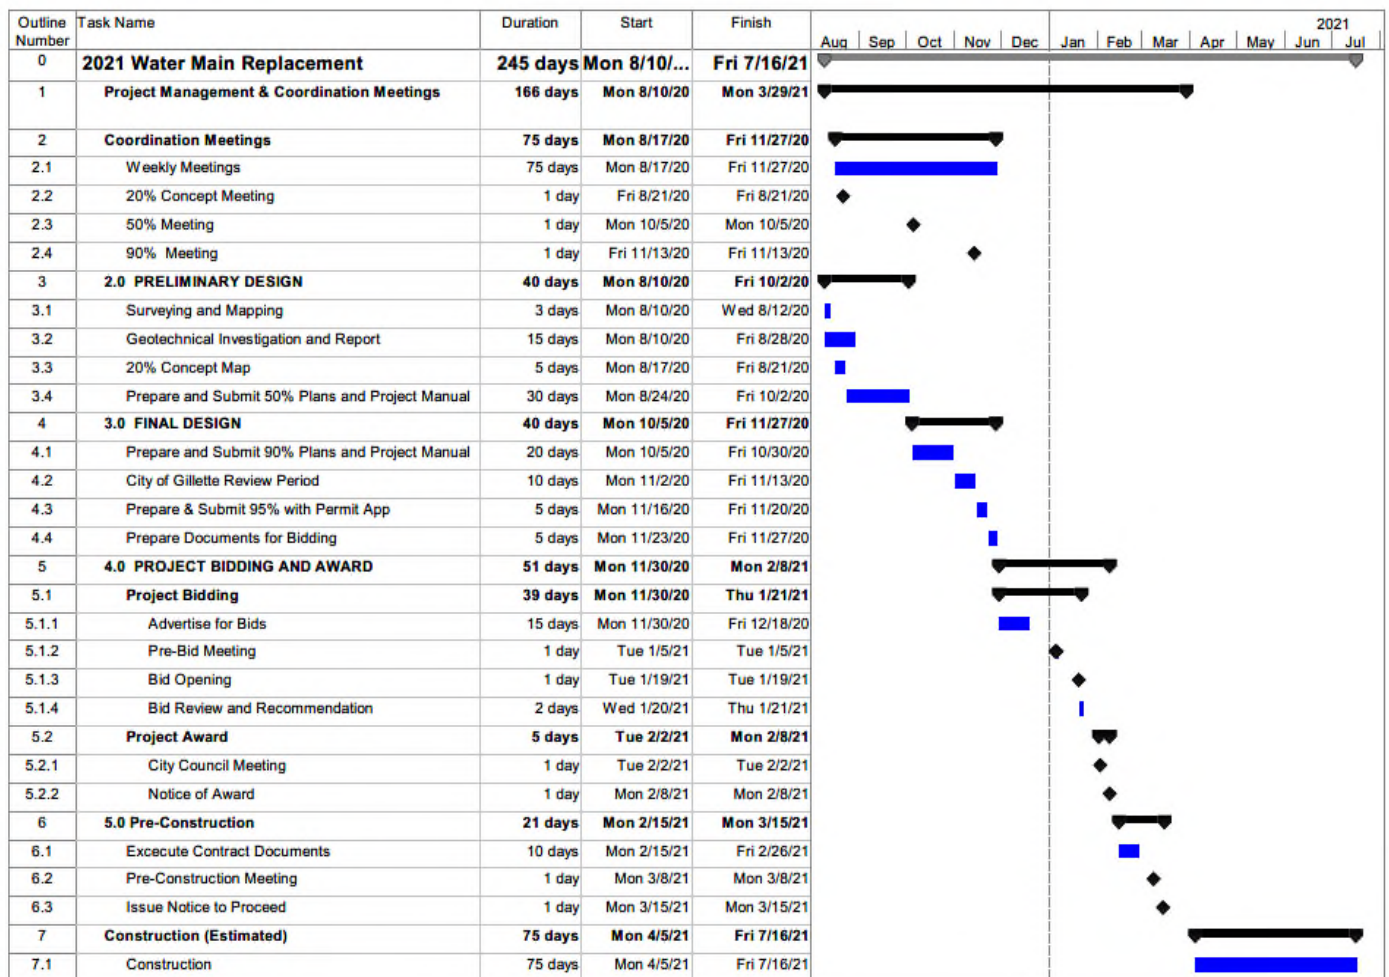 Outline Number Task Name Duration Start Finish 2021
Aug Sep Oct Nov Dec Jan Feb Mar Apr May Jun Jul
0 2021 Water Main Replacement 245 days Mon 8/10/... Fri 7/16/21
1 Project Management & Coordination Meetings 166 days Mon 8/10/20 Mon 3/29/21
2 Coordination Meetings 75 days Mon 8/17/20 Fri 11/27/20
2.1 Weekly Meetings 75 days Mon 8/17/20 Fri 11/27/20
2.2 20% Concept Meeting 1 day Fri 8/21/20 Fri 8/21/20
2.3 50% Meeting 1 day Mon 10/5/20 Mon 10/5/20
2.4 90% Meeting 1 day Fri 11/13/20 Fri 11/13/20
3 2.0 PRELIMINARY DESIGN 40 days Mon 8/10/20 Fri 10/2/20
3.1 Surveying and Mapping 3 days Mon 8/10/20 Wed 8/12/20
3.2 Geotechnical Investigation and Report 15 days Mon 8/10/20 Fri 8/28/20
3.3 20% Concept Map 5 days Mon 8/17/20 Fri 8/21/20
3.4 Prepare and Submit 50% Plans and Project Manual 30 days Mon 8/24/20 Fri 10/2/20
4 3.0 FINAL DESIGN 40 days Mon 10/5/20 Fri 11/27/20
4.1 Prepare and Submit 90% Plans and Project Manual 20 days Mon 10/5/20 Fri 10/30/20
4.2 City of Gillette Review Period 10 days Mon 11/2/20 Fri 11/13/20
4.3 Prepare & Submit 95% with Permit App 5 days Mon 11/16/20 Fri 11/20/20
4.4 Prepare Documents for Bidding 5 days Mon 11/23/20 Fri 11/27/20
5 4.0 PROJECT BIDDING AND AWARD 51 days Mon 11/30/20 Mon 2/8/21
5.1 Project Bidding 39 days Mon 11/30/20 Thu 1/21/21
5.1.1 Advertise for Bids 15 days Mon 11/30/20 Fri 12/18/20
5.1.2 Pre-Bid Meeting 1 day Tue 1/5/21 Tue 1/5/21
5.1.3 Bid Opening 1 day Tue 1/19/21 Tue 1/19/21
5.1.4 Bid Review and Recommendation 2 days Wed 1/20/21 Thu 1/21/21
5.2 Project Award 5 days Tue 2/2/21 Mon 2/8/21
5.2.1 City Council Meeting 1 day Tue 2/2/21 Tue 2/2/21
5.2.2 Notice of Award 1 day Mon 2/8/21 Mon 2/8/21
6 5.0 Pre-Construction 21 days Mon 2/15/21 Mon 3/15/21
6.1 Excecute Contract Documents 10 days Mon 2/15/21 Fri 2/26/21
6.2 Pre-Construction Meeting 1 day Mon 3/8/21 Mon 3/8/21
6.3 Issue Notice to Proceed 1 day Mon 3/15/21 Mon 3/15/21
7 Construction (Estimated) 75 days Mon 4/5/21 Fri 7/16/21
7.1 Construction 75 days Mon 4/5/21 Fri 7/16/21